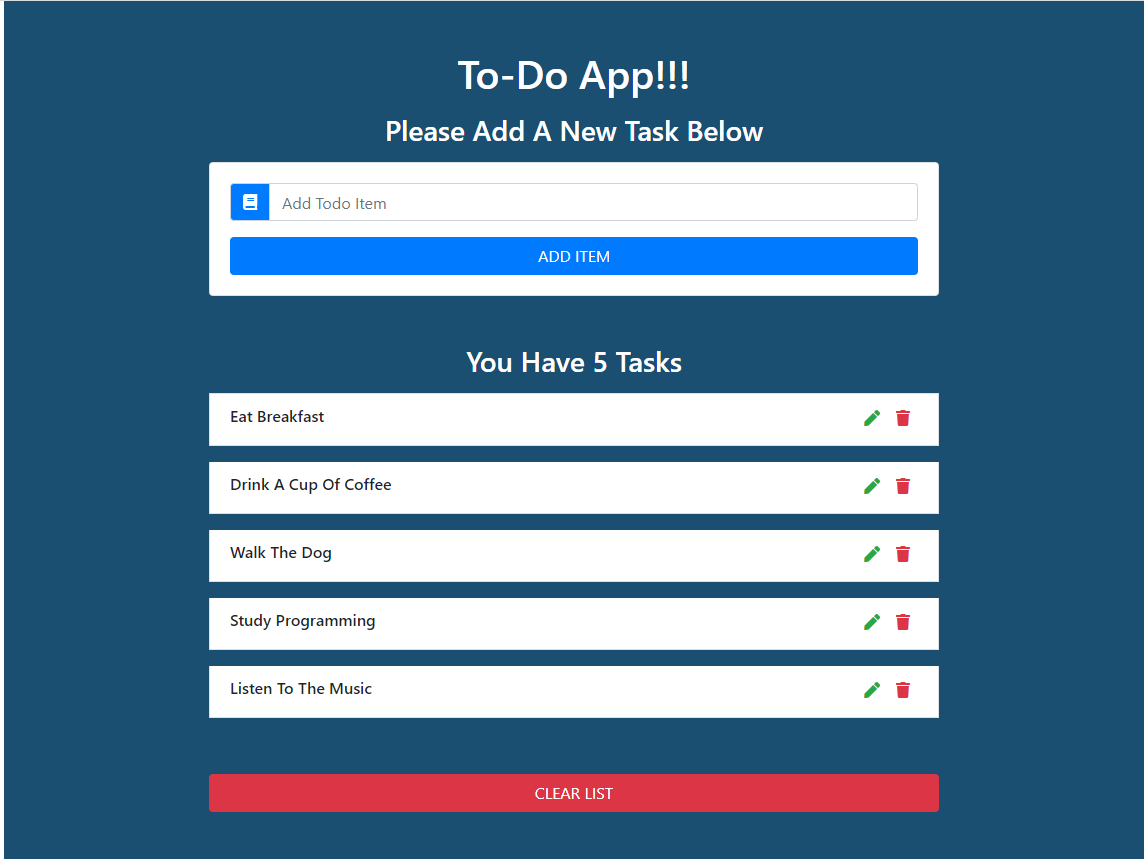 To-Do App!!!
Please Add A New Task Below
Add Todo Item
ADD ITEM
You Have 5 Tasks
Eat Breakfast
Drink A Cup Of Coffee
Walk The Dog
Study Programming
Listen To The Music
CLEAR LIST